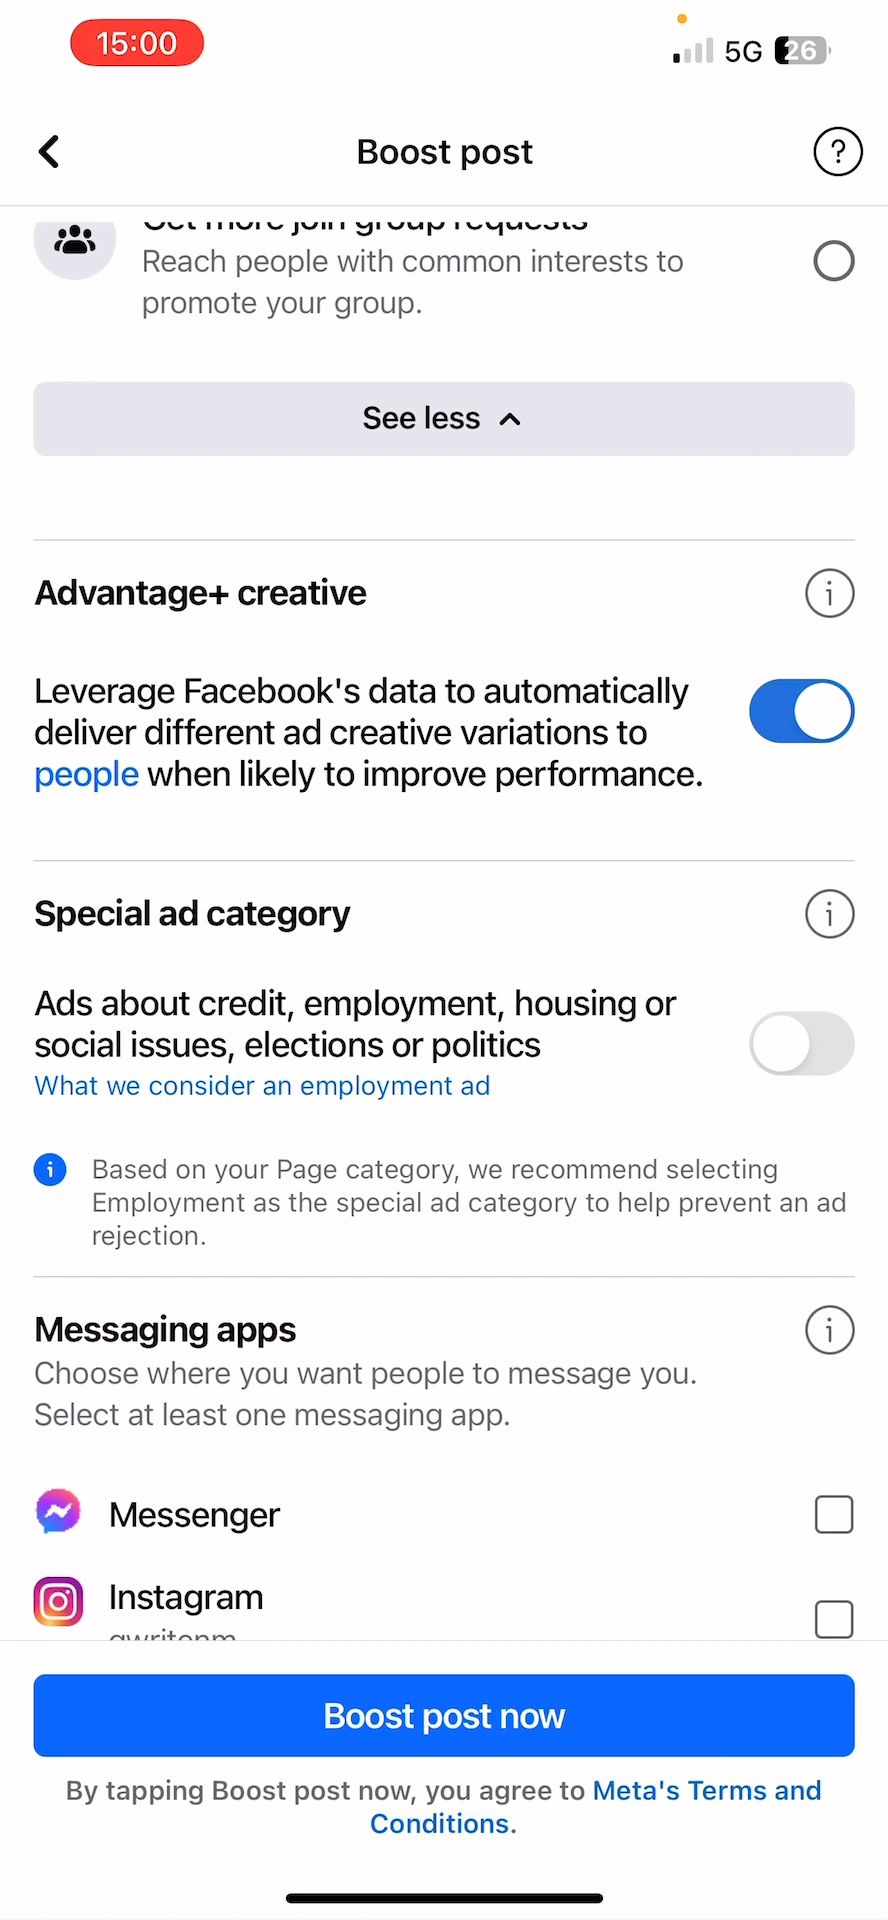 15:00
5G 26
Boost post
Get more join group requests
Reach people with common interests to
promote your group.
See less
Advantage+ creative
Leverage Facebook's data to automatically
deliver different ad creative variations to
people when likely to improve performance.
Special ad category
Ads about credit, employment, housing or
social issues, elections or politics
What we consider an employment ad
Based on your Page category, we recommend selecting
Employment as the special ad category to help prevent an ad
rejection.
Messaging apps
Choose where you want people to message you.
Select at least one messaging app.
Messenger
Instagram
Boost post now
By tapping Boost post now, you agree to Meta's Terms and
Conditions.